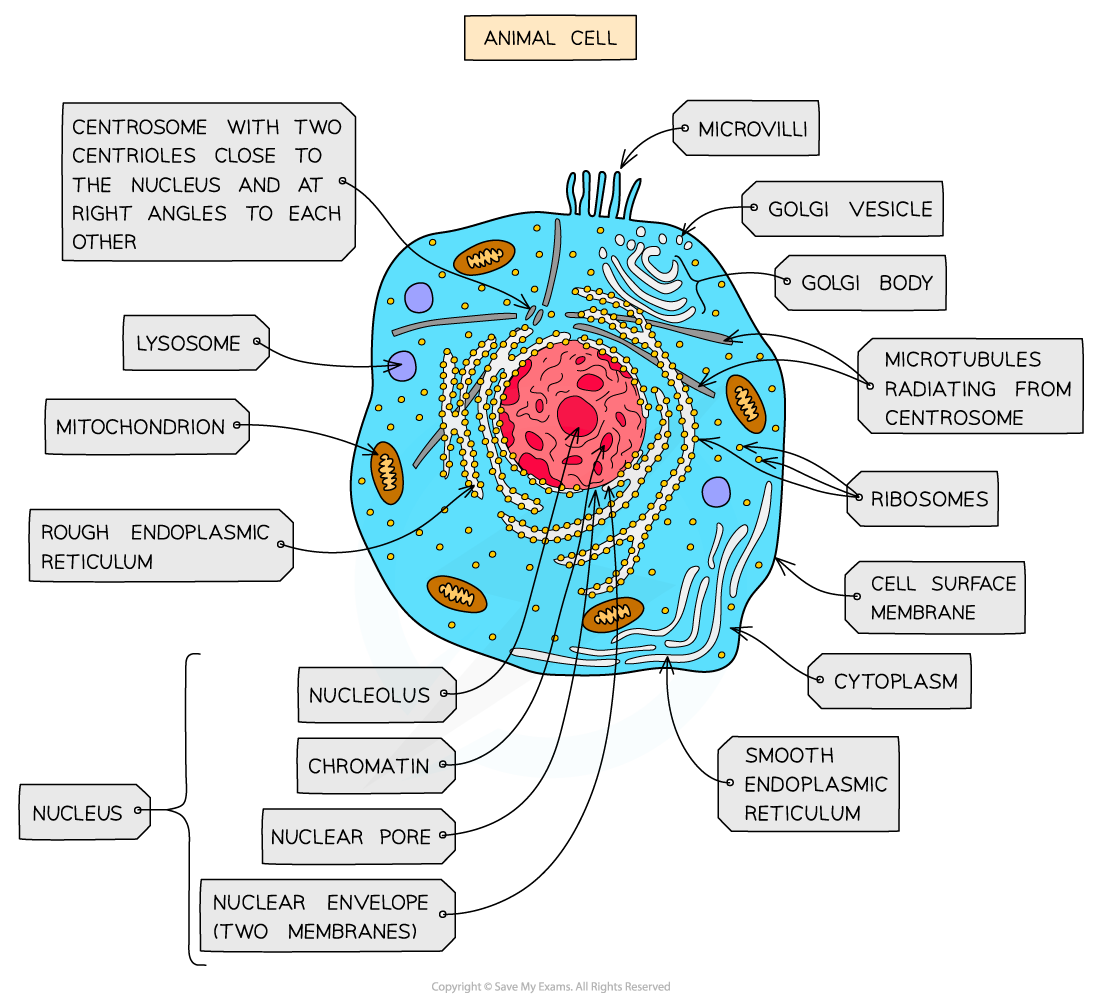 ANIMAL CELL
CENTROSOME WITH TWO
CENTRIOLES CLOSE TO
THE NUCLEUS AND AT
RIGHT ANGLES TO EACH
OTHER
MICROVILLI
GOLGI VESICLE
GOLGI BODY
LYSOSOME
MICROTUBULES
RADIATING FROM
CENTROSOME
MITOCHONDRION
RIBOSOMES
ROUGH ENDOPLASMIC
RETICULUM
CELL SURFACE
MEMBRANE
CYTOPLASM
NUCLEOLUS
SMOOTH
ENDOPLASMIC
RETICULUM
CHROMATIN
NUCLEUS
NUCLEAR PORE
NUCLEAR ENVELOPE
(TWO MEMBRANES)
Copyright © Save My Exams. All Rights Reserved